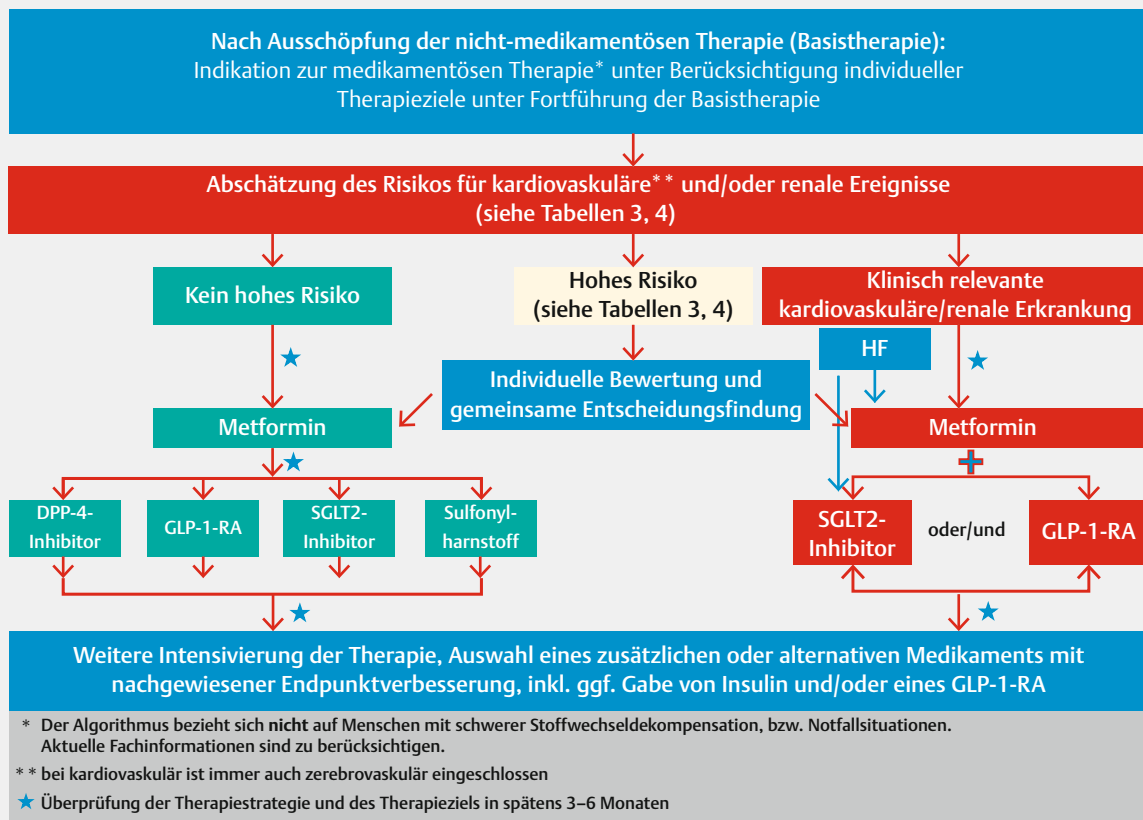 Nach Ausschöpfung der nicht-medikamentösen Therapie (Basistherapie):
Indikation zur medikamentösen Therapie* unter Berücksichtigung individueller
Therapieziele unter Fortführung der Basistherapie
Abschätzung des Risikos für kardiovaskuläre** und/oder renale Ereignisse
(siehe Tabellen 3, 4)
Kein hohes Risiko
Hohes Risiko
(siehe Tabellen 3, 4)
Klinisch relevante
kardiovaskuläre/renale Erkrankung
HF
Individuelle Bewertung und
gemeinsame Entscheidungsfindung
Metformin
Metformin
DPP-4-
Inhibitor
GLP-1-RA
SGLT2-
Inhibitor
Sulfonyl-
harnstoff
SGLT2-
Inhibitor
oder/und
GLP-1-RA
Weitere Intensivierung der Therapie, Auswahl eines zusätzlichen oder alternativen Medikaments mit
nachgewiesener Endpunktverbesserung, inkl. ggf. Gabe von Insulin und/oder eines GLP-1-RA
* Der Algorithmus bezieht sich nicht auf Menschen mit schwerer Stoffwechseldekompensation, bzw. Notfallsituationen.
Aktuelle Fachinformationen sind zu berücksichtigen.
** bei kardiovaskulär ist immer auch zerebrovaskulär eingeschlossen
★ Überprüfung der Therapiestrategie und des Therapieziels in spätens 3–6 Monaten